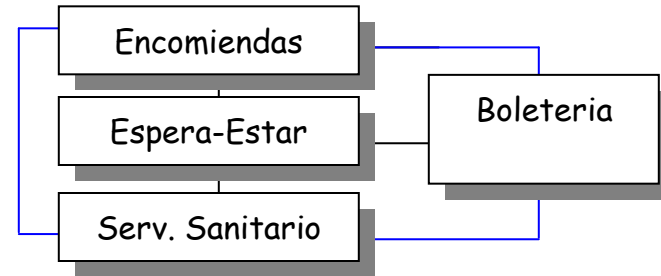 Encomiendas
Boleteria
Espera-Estar
Serv. Sanitario